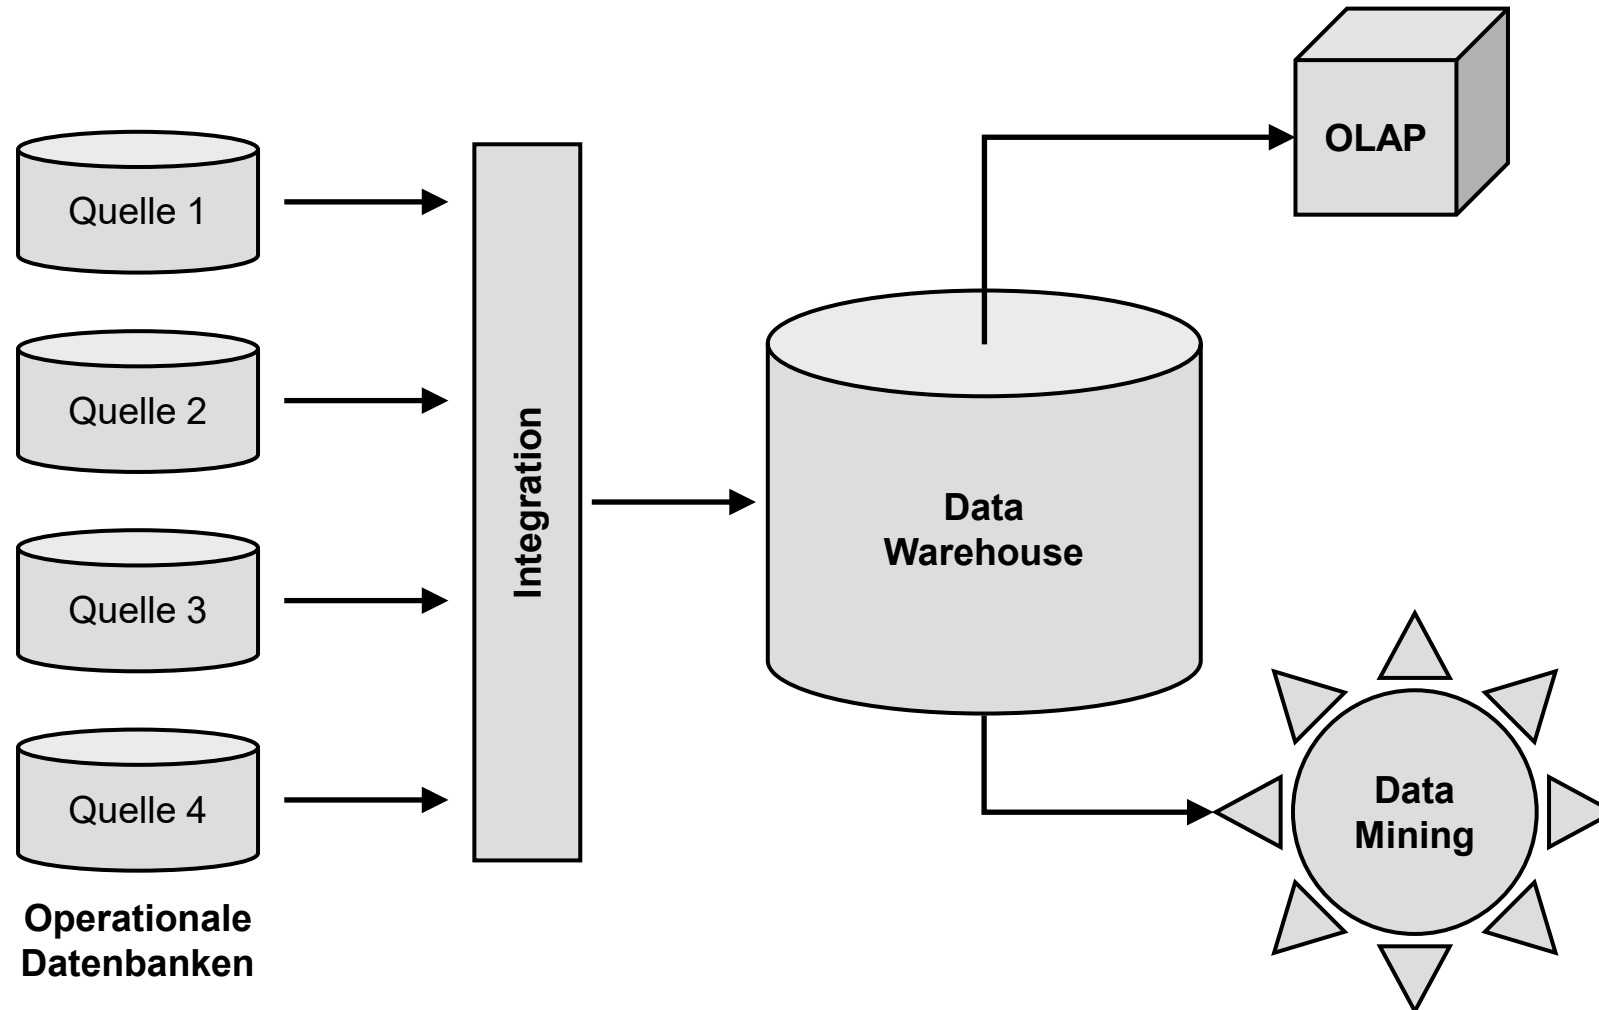 Quelle 1
Quelle 2
Quelle 3
Quelle 4
Operationale
Datenbanken
Integration
Data
Warehouse
OLAP
Data
Mining